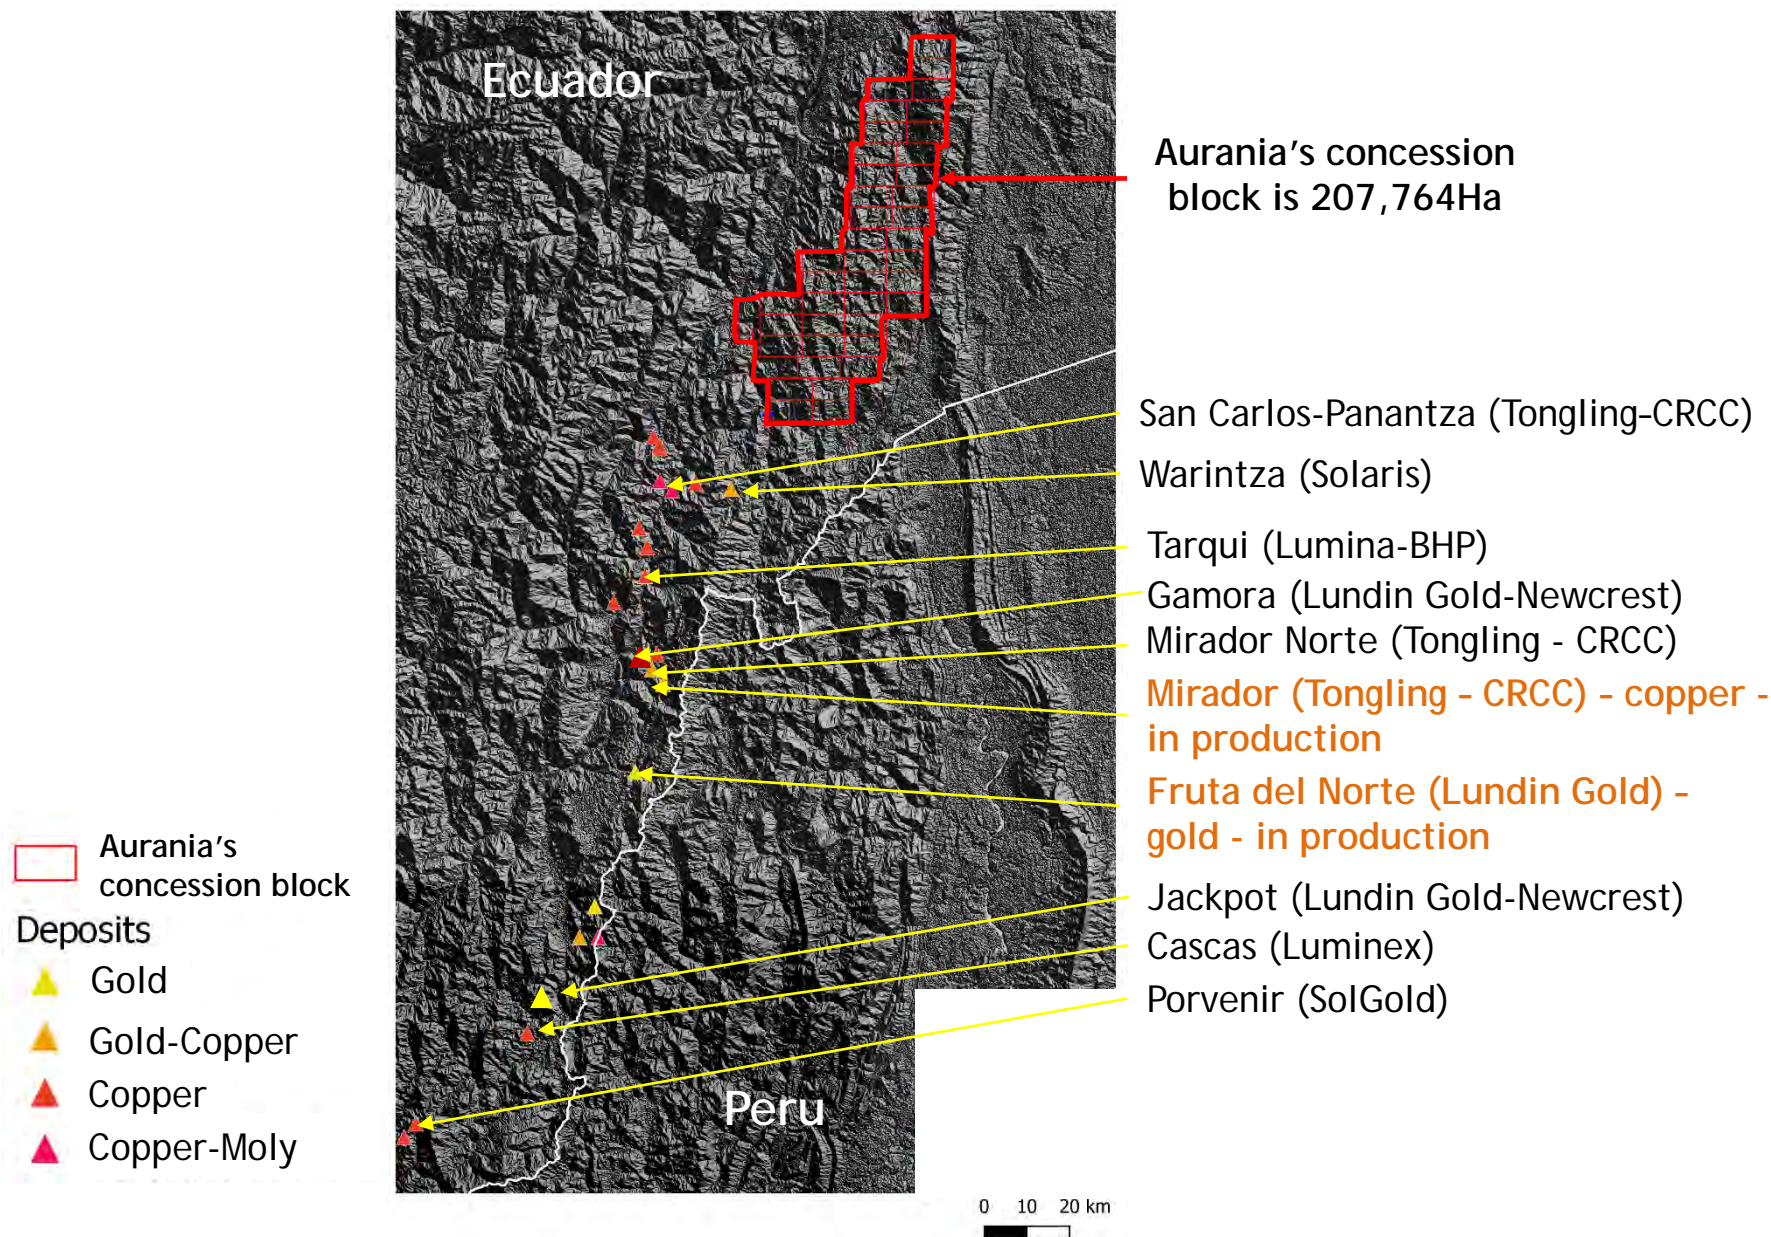 Ecuador
Aurania's concession
block is 207,764Ha
San Carlos-Panantza (Tongling-CRCC)
Warintza (Solaris)
Tarqui (Lumina-BHP)
Gamora (Lundin Gold-Newcrest)
Mirador Norte (Tongling - CRCC)
Mirador (Tongling - CRCC) - copper -
in production
Fruta del Norte (Lundin Gold) -
gold - in production
Jackpot (Lundin Gold-Newcrest)
Cascas (Luminex)
Porvenir (SolGold)
Aurania's
concession block
Deposits
Gold
Gold-Copper
Copper
Copper-Moly
Peru
0 10 20 km